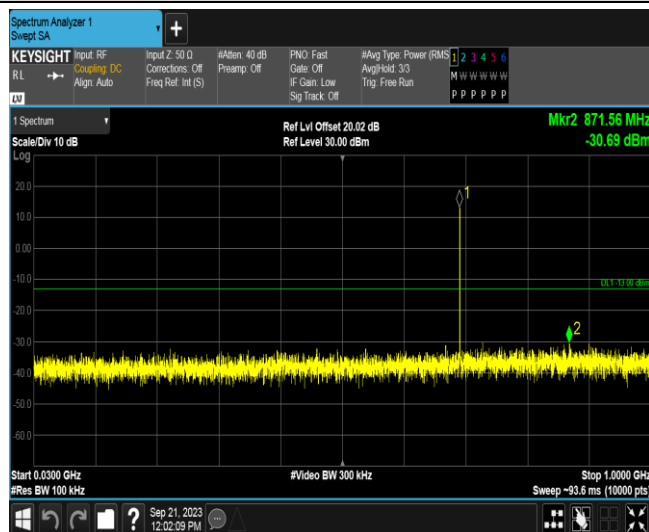 Spectrum Analyzer 1
Swept SA
+
KEYSIGHT
RL
LXI
Input: RF
Coupling: DC
Align: Auto
Input Z: 50 Ω
Corrections: Off
Freq Ref: Int (S)
#Atten: 40 dB
Preamp: Off
PNO: Fast
Gate: Off
IF Gain: Low
Sig Track: Off
#Avg Type: Power (RMS
Avg|Hold: 3/3
Trig: Free Run
1 2 3 4 5 6
M W W W W W
P P P P P P
1 Spectrum
Scale/Div 10 dB
Log
Ref Lvl Offset 20.02 dB
Ref Level 30.00 dBm
Mkr2 871.56 MHz
-30.69 dBm
20.0
10.0
0.00
-10.0
-20.0
-30.0
-40.0
-50.0
-60.0
1
DL1 -13.00 dBm
2
Start 0.0300 GHz
#Res BW 100 kHz
#Video BW 300 kHz
Stop 1.0000 GHz
Sweep ~93.6 ms (10000 pts)
?
Sep 21, 2023
12:02:09 PM